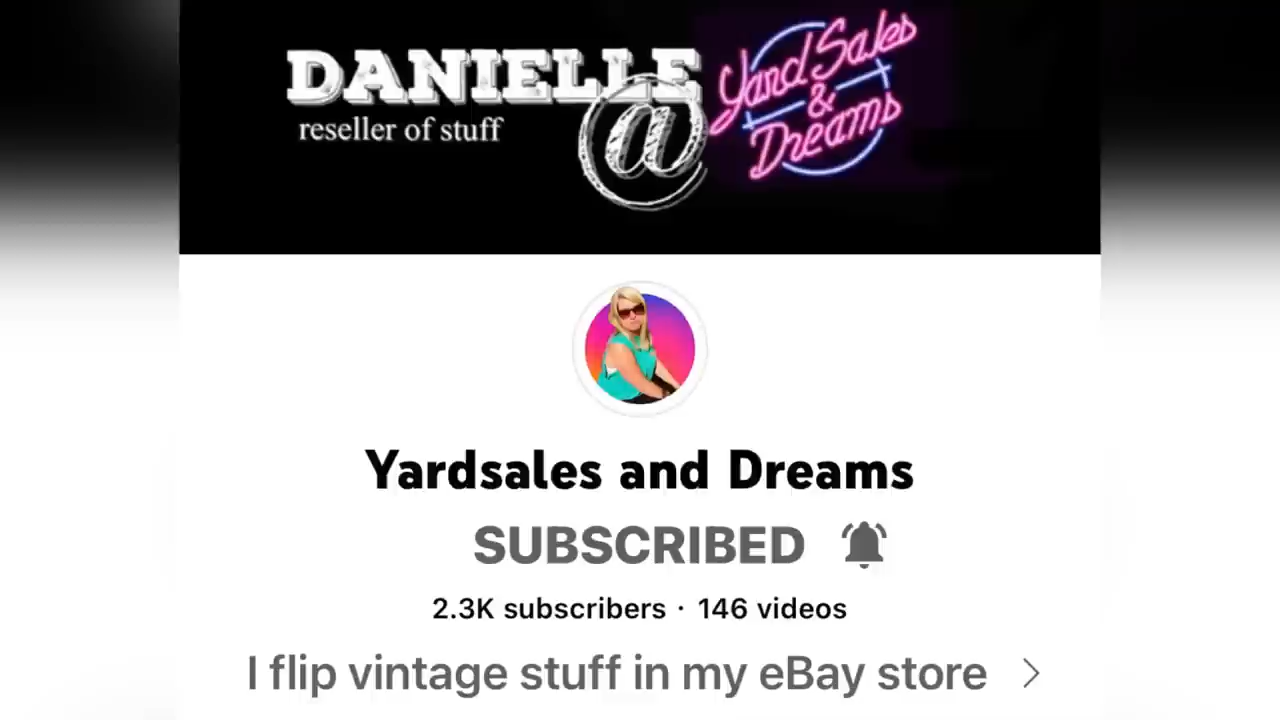 DANIELLE
reseller of stuff
@
Yard Sales
&
Dreams
Yardsales and Dreams
SUBSCRIBED
2.3K subscribers · 146 videos
I flip vintage stuff in my eBay store